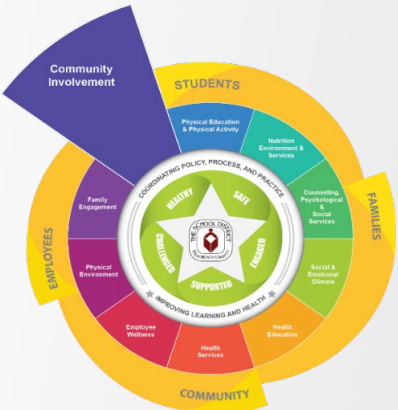 Community
Involvement
STUDENTS
Physical Education
& Physical Activity
Nutrition
Environment &
Services
Counseling,
Psychological
&
Social
Services
FAMILIES
Social &
Emotional
Climate
Health
Education
COMMUNITY
Health
Services
Employee
Wellness
Physical
Environment
EMPLOYEES
Family
Engagement
COORDINATING POLICY, PROCESS, AND PRACTICE
IMPROVING LEARNING AND HEALTH
HEALTHY
SAFE
ENGAGED
SUPPORTED
CHALLENGED
THE SCHOOL DISTRICT